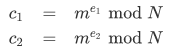 c₁ = m^{e₁} mod N
c₂ = m^{e₂} mod N